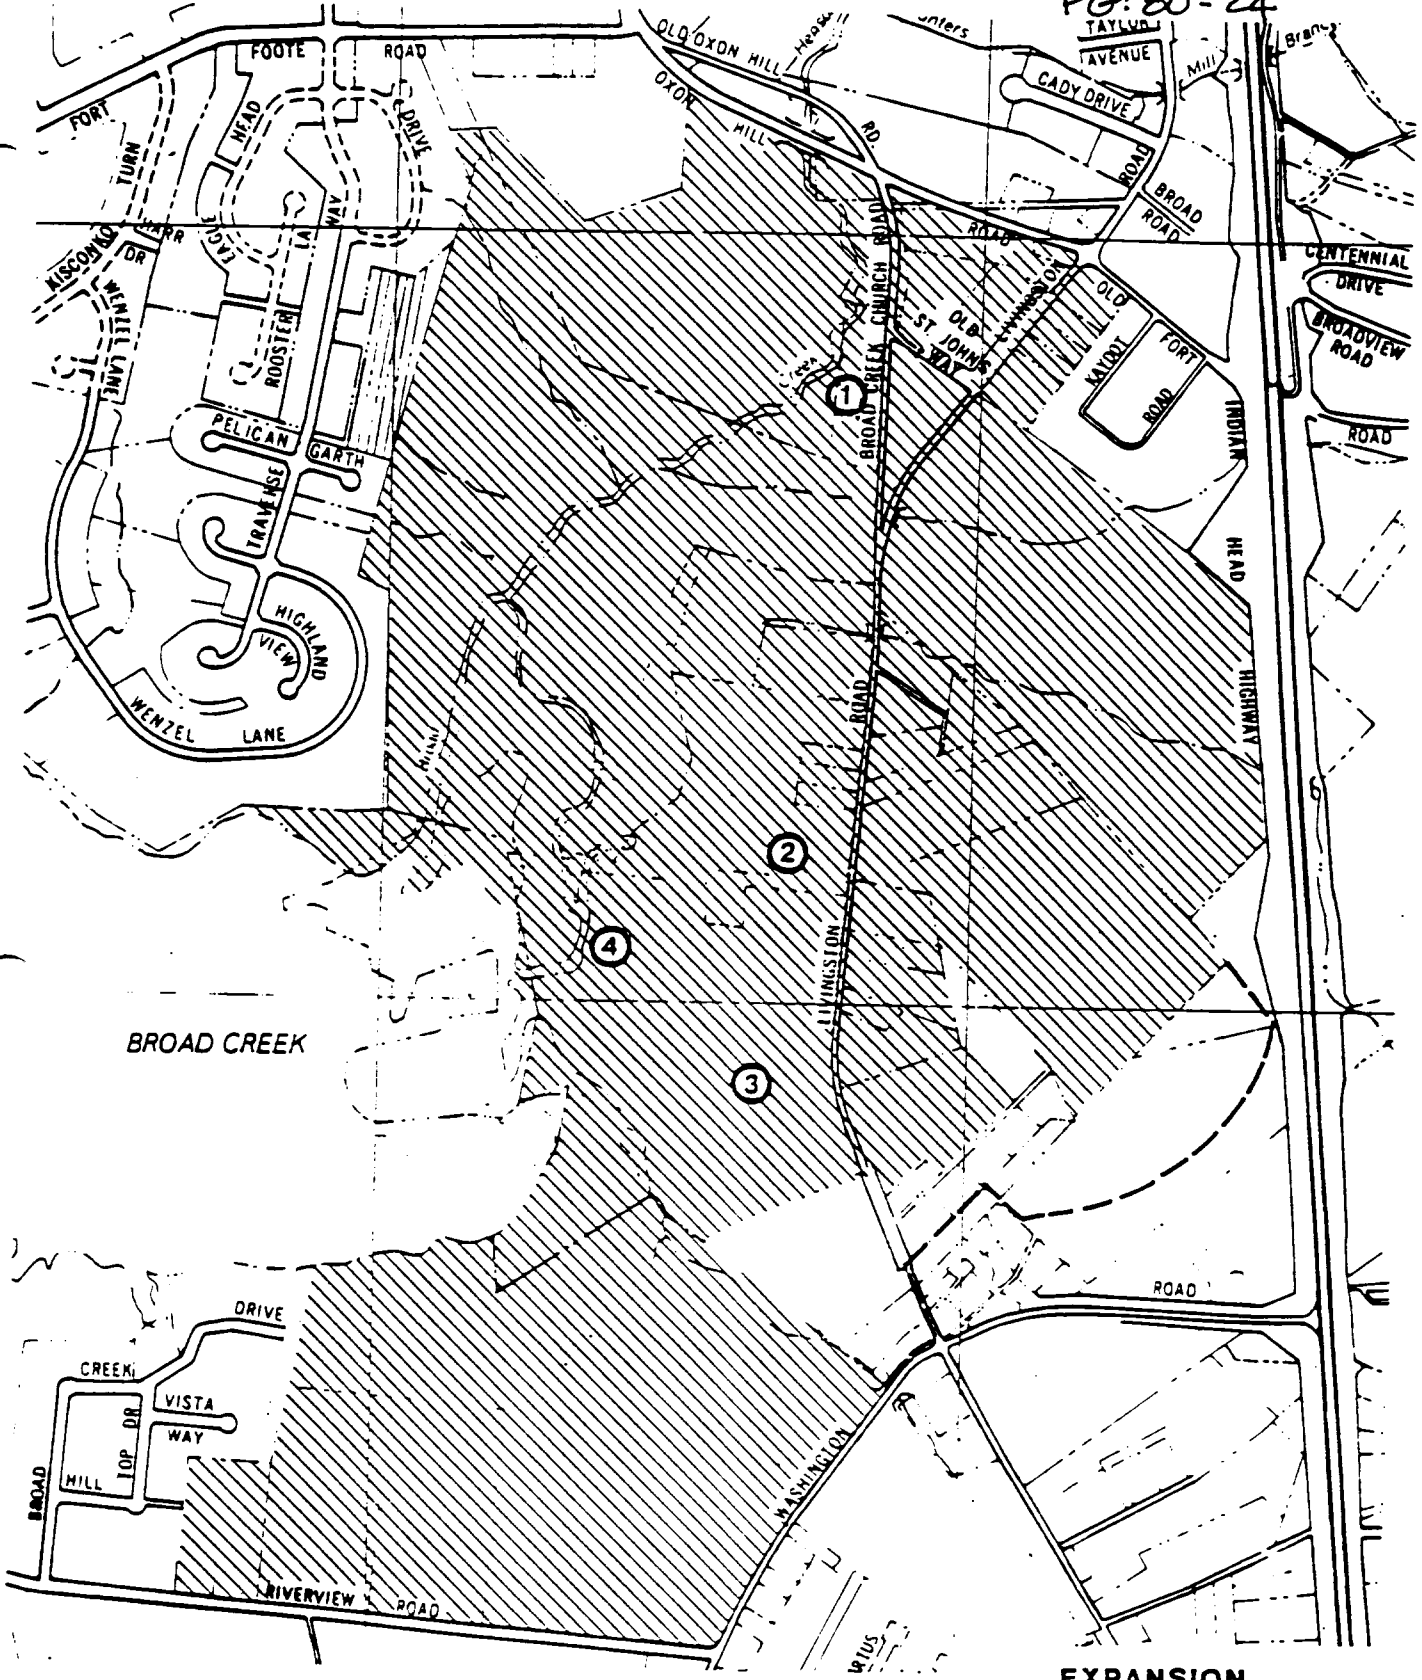 PG: 80-24
TAYLOR
AVENUE
Mill
CADY DRIVE
OLD OXON HILL
RD.
OXON
HILL
ROAD
FORT
FOOTE
ROAD
HEAD
DRIVE
TURN
EAGLE
LA
WAY
KISCONKO
HARR
DR
WENZEL LANE
ROOSTER
PELICAN
GARTH
TRAVERSE
HIGHLAND
VIEW
WENZEL
LANE
ROAD
BROAD
ROAD
CENTENNIAL
DRIVE
BROADVIEW
ROAD
ROAD
LIVINGSTON
OLD
FORT
ROAD
KAYDOT
OLD
ST. JOHN'S
WAY
BROAD CREEK CHURCH ROAD
Creek
1
INDIAN
HEAD
HIGHWAY
ROAD
2
4
LIVINGSTON
BROAD CREEK
3
ROAD
DRIVE
CREEK
VISTA
WAY
TOP DR
HILL
BROAD
WASHINGTON
RIVERVIEW
ROAD
EXPANSION